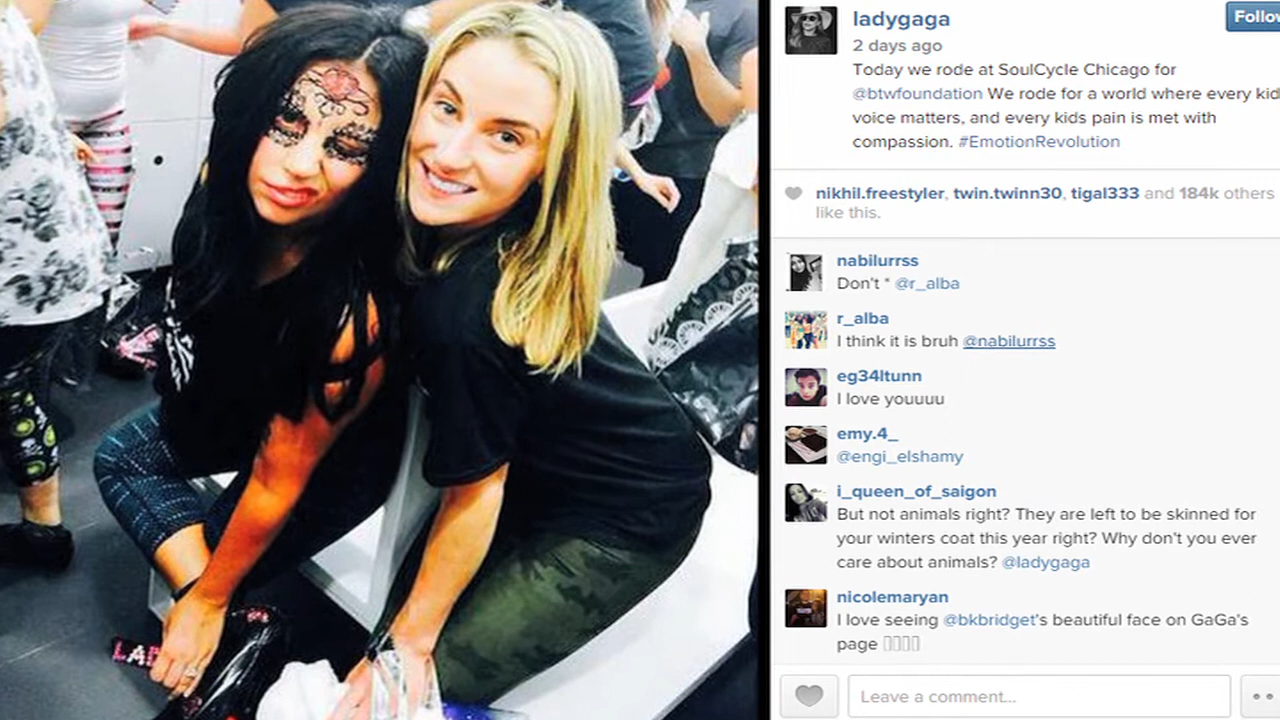 ladygaga
Follow
2 days ago
Today we rode at SoulCycle Chicago for
@btwfoundation We rode for a world where every kid
voice matters, and every kids pain is met with
compassion. #EmotionRevolution
nikhil.freestyler, twin.twinn30, tigal333 and 184k others
like this.
nabilurrss
Don't * @r_alba
r_alba
I think it is bruh @nabilurrss
eg34ltunn
I love youuuu
emy.4_
@engi_elshamy
i_queen_of_saigon
But not animals right? They are left to be skinned for
your winters coat this year right? Why don't you ever
care about animals? @ladygaga
nicolemaryan
I love seeing @bkbridget's beautiful face on GaGa's
page
Leave a comment...